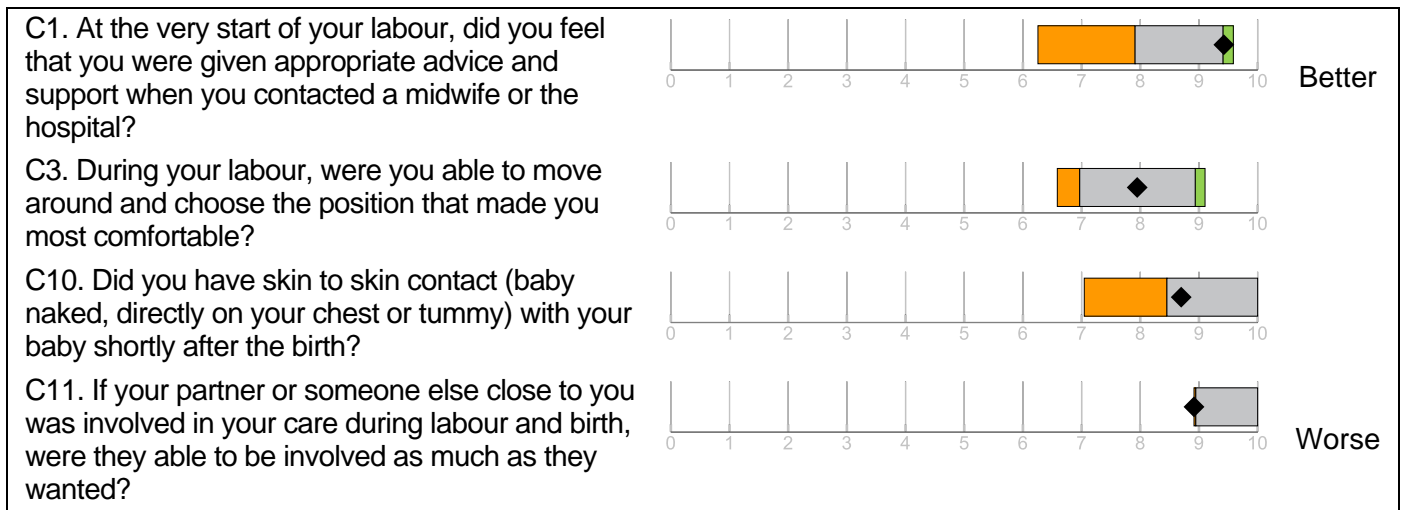 C1. At the very start of your labour, did you feel
that you were given appropriate advice and
support when you contacted a midwife or the
hospital?
0 1 2 3 4 5 6 7 8 9 10
Better
C3. During your labour, were you able to move
around and choose the position that made you
most comfortable?
0 1 2 3 4 5 6 7 8 9 10
C10. Did you have skin to skin contact (baby
naked, directly on your chest or tummy) with your
baby shortly after the birth?
0 1 2 3 4 5 6 7 8 9 10
C11. If your partner or someone else close to you
was involved in your care during labour and birth,
were they able to be involved as much as they
wanted?
0 1 2 3 4 5 6 7 8 9 10
Worse